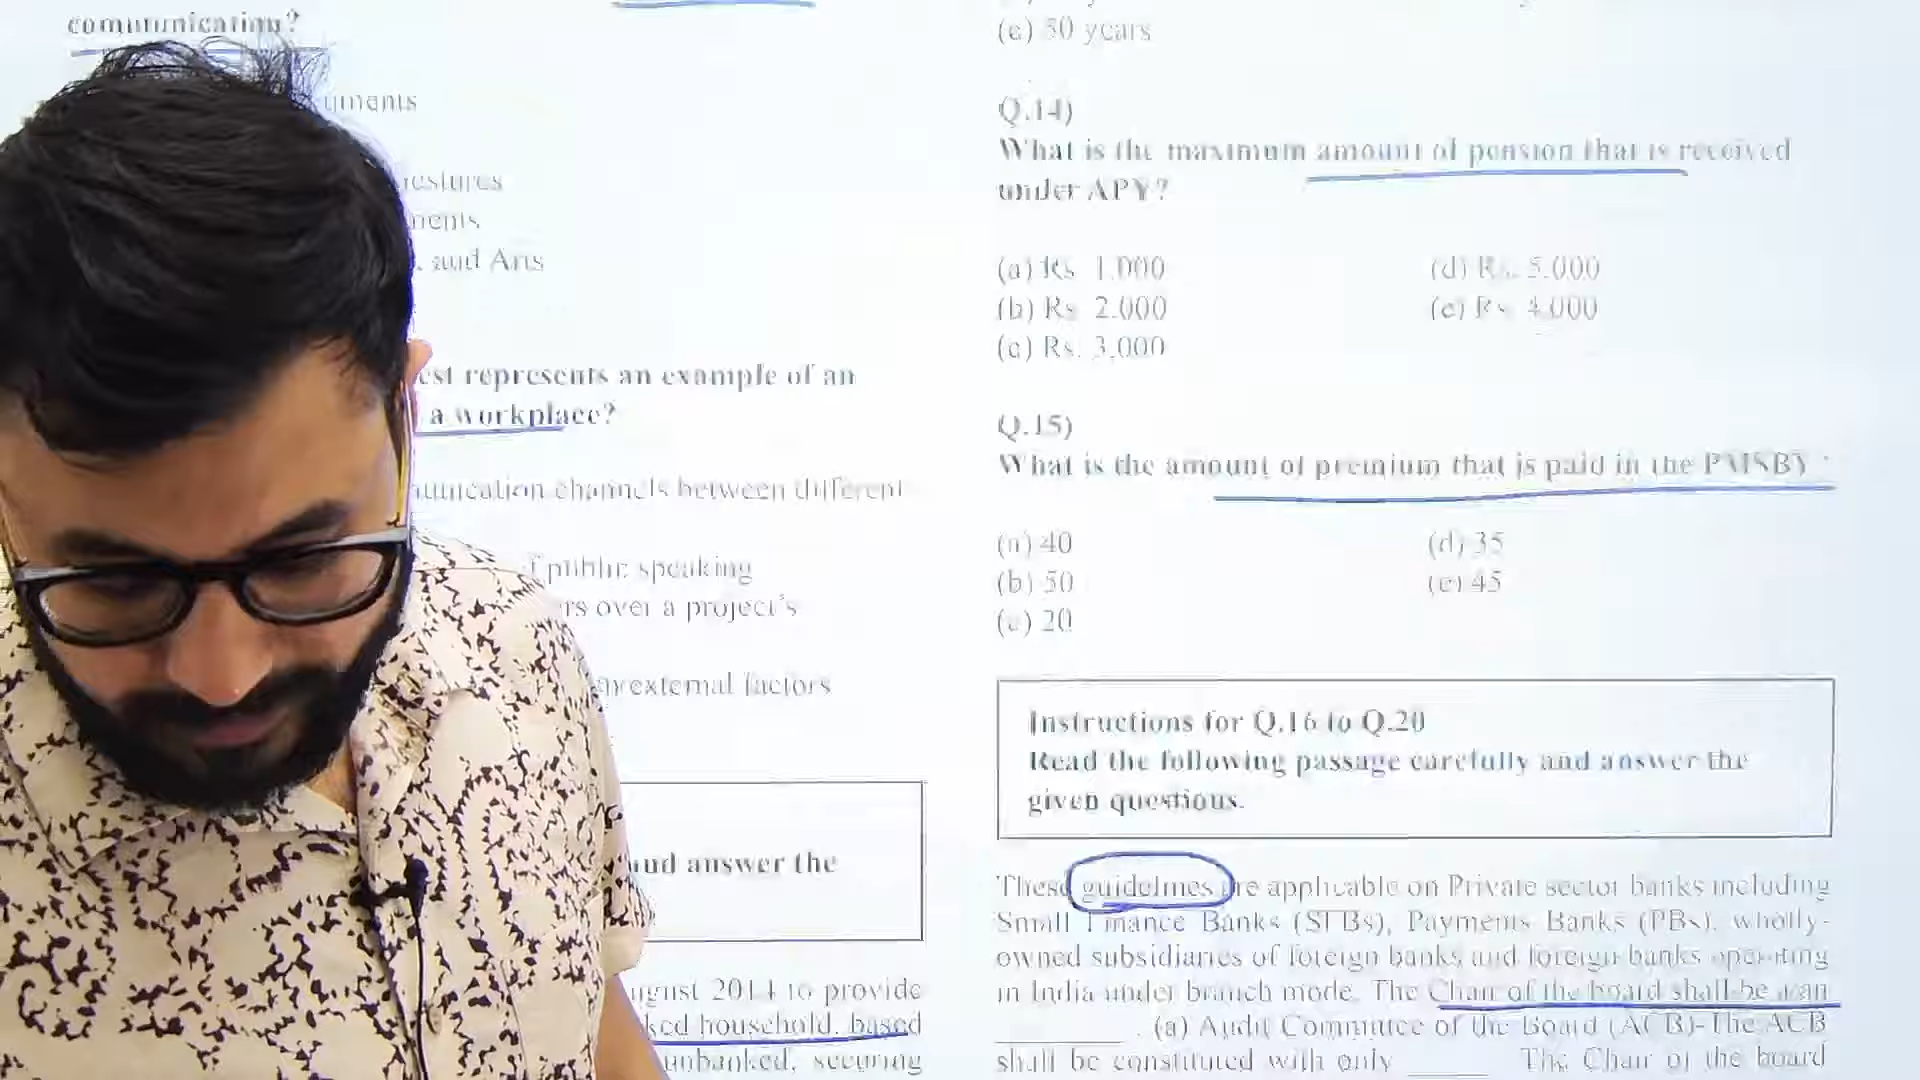 communication?
uments
estures
nents
, and Arts
est represents an example of an
a workplace?
unication channels between different
f public speaking
rs over a project's
external factors
and answer the
ugust 2014 to provide
household, based
unbanked, securing
(e) 50 years
Q.14)
What is the maximum amount of pension that is received
under APY?
(a) Rs. 1,000
(b) Rs. 2,000
(c) Rs. 3,000
(d) Rs. 5,000
(e) Rs. 4,000
Q.15)
What is the amount of premium that is paid in the PMSBY
(a) 40
(b) 50
(c) 20
(d) 35
(e) 45
Instructions for Q.16 to Q.20
Read the following passage carefully and answer the
given questions.
These guidelines are applicable on Private sector banks including
Small Finance Banks (SFBs), Payments Banks (PBs), wholly-
owned subsidiaries of foreign banks and foreign banks operating
in India under branch mode. The Chair of the board shall be an
______. (a) Audit Committee of the Board (ACB)-The ACB
shall be constituted with only ______ The Chair of the board